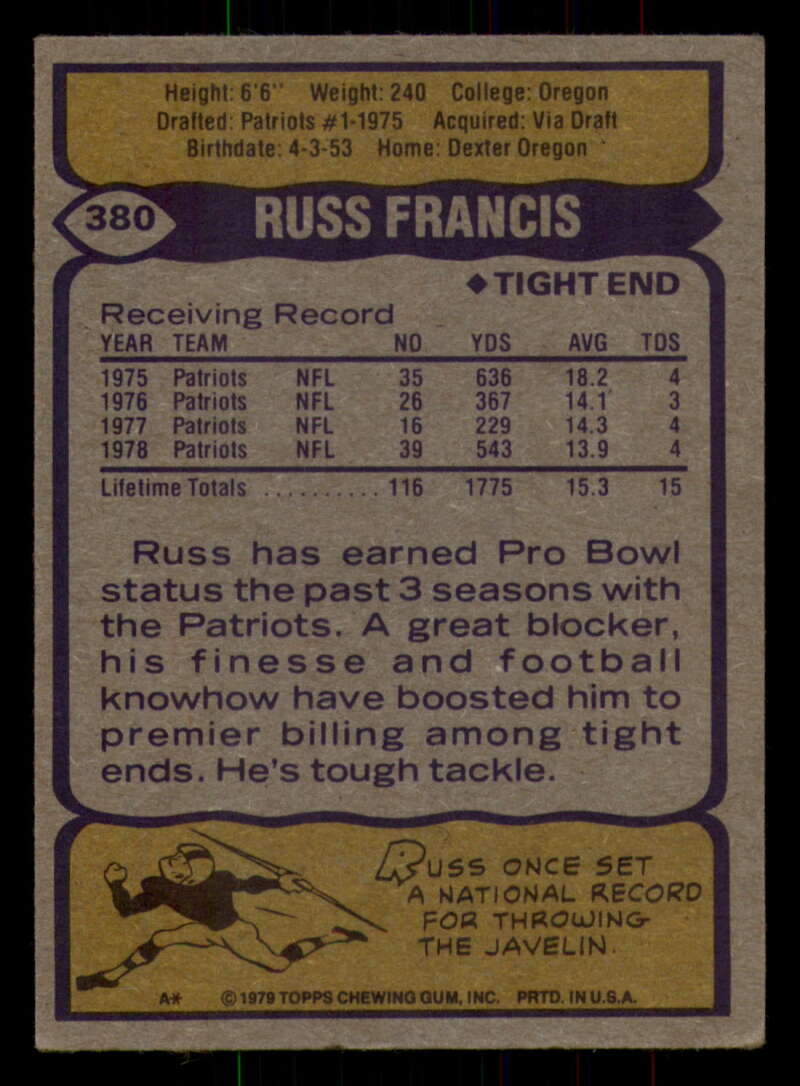 Height: 6'6" Weight: 240 College: Oregon
Drafted: Patriots #1-1975 Acquired: Via Draft
Birthdate: 4-3-53 Home: Dexter Oregon
380 RUSS FRANCIS
◆TIGHT END
Receiving Record
YEAR TEAM NO YDS AVG TDS
1975 Patriots NFL 35 636 18.2 4
1976 Patriots NFL 26 367 14.1 3
1977 Patriots NFL 16 229 14.3 4
1978 Patriots NFL 39 543 13.9 4
Lifetime Totals .......... 116 1775 15.3 15
Russ has earned Pro Bowl
status the past 3 seasons with
the Patriots. A great blocker,
his finesse and football
knowhow have boosted him to
premier billing among tight
ends. He's tough tackle.
RUSS ONCE SET
A NATIONAL RECORD
FOR THROWING
THE JAVELIN.
A* © 1979 TOPPS CHEWING GUM, INC. PRTD. IN U.S.A.